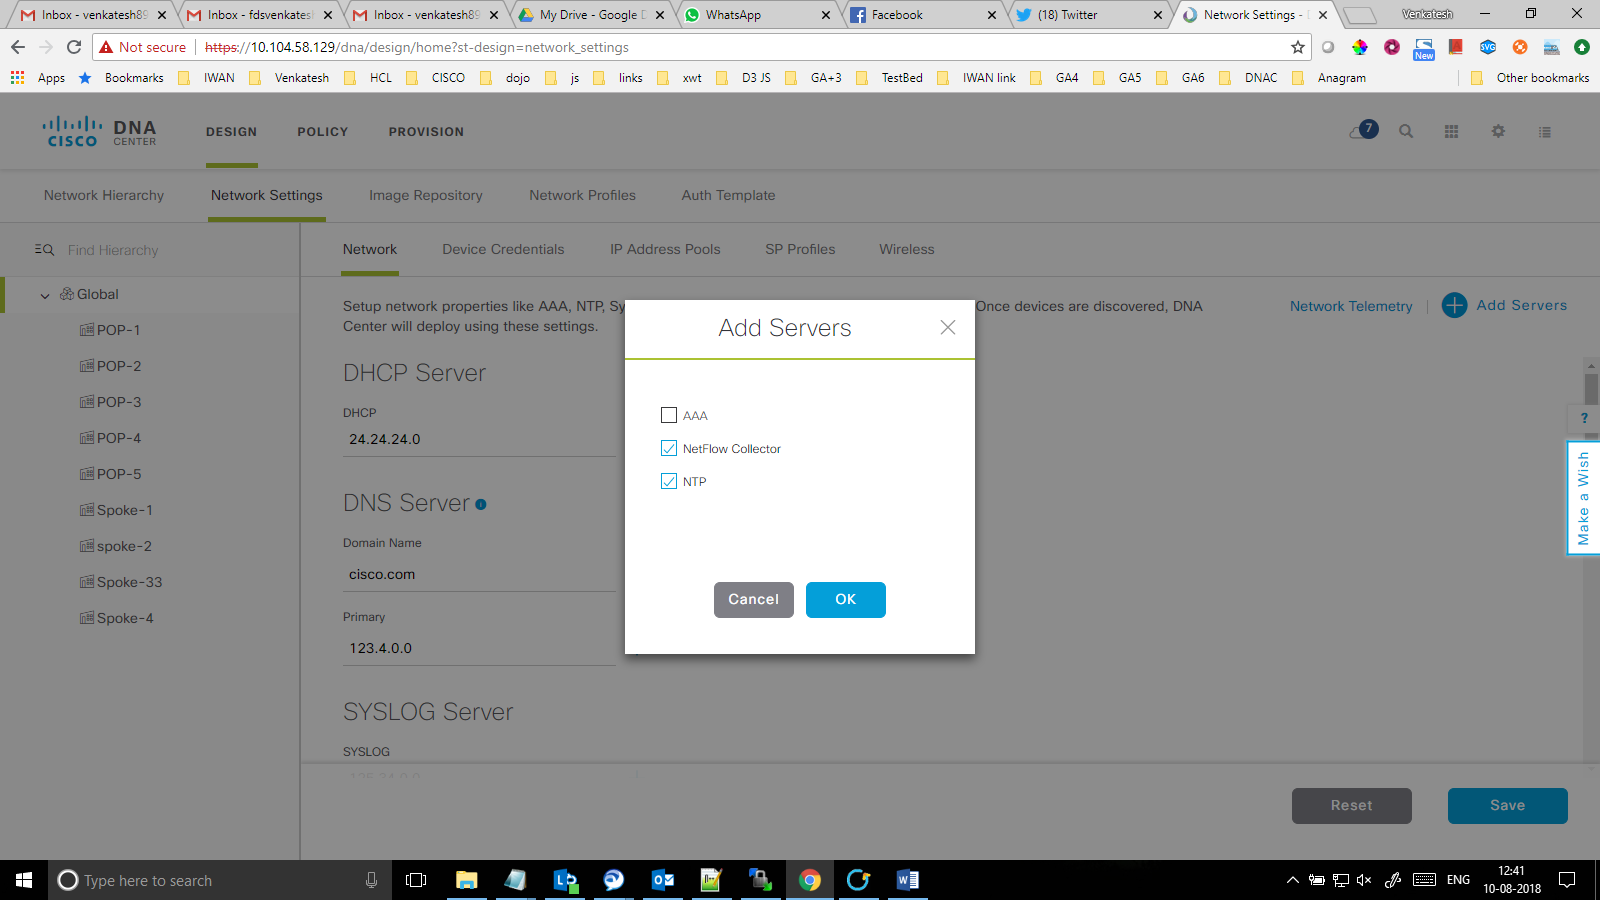 Inbox - venkatesh89
Inbox - fdsvenkatesh
Inbox - venkatesh89
My Drive - Google D
WhatsApp
Facebook
(18) Twitter
Network Settings -
Venkatesh
Not secure
https://10.104.58.129/dna/design/home?st-design=network_settings
New
SVG
Apps
Bookmarks
IWAN
Venkatesh
HCL
CISCO
dojo
js
links
xwt
D3 JS
GA+3
TestBed
IWAN link
GA4
GA5
GA6
DNAC
Anagram
Other bookmarks
CISCO
DNA
CENTER
DESIGN
POLICY
PROVISION
7
Network Hierarchy
Network Settings
Image Repository
Network Profiles
Auth Template
Find Hierarchy
Global
POP-1
POP-2
POP-3
POP-4
POP-5
Spoke-1
spoke-2
Spoke-33
Spoke-4
Network
Device Credentials
IP Address Pools
SP Profiles
Wireless
Setup network properties like AAA, NTP, Sy
Once devices are discovered, DNA
Center will deploy using these settings.
Network Telemetry
Add Servers
DHCP Server
DHCP
24.24.24.0
DNS Server
Domain Name
cisco.com
Primary
123.4.0.0
SYSLOG Server
SYSLOG
Add Servers
AAA
NetFlow Collector
NTP
Cancel
OK
?
Make a Wish
Reset
Save
Type here to search
ENG
12:41
10-08-2018